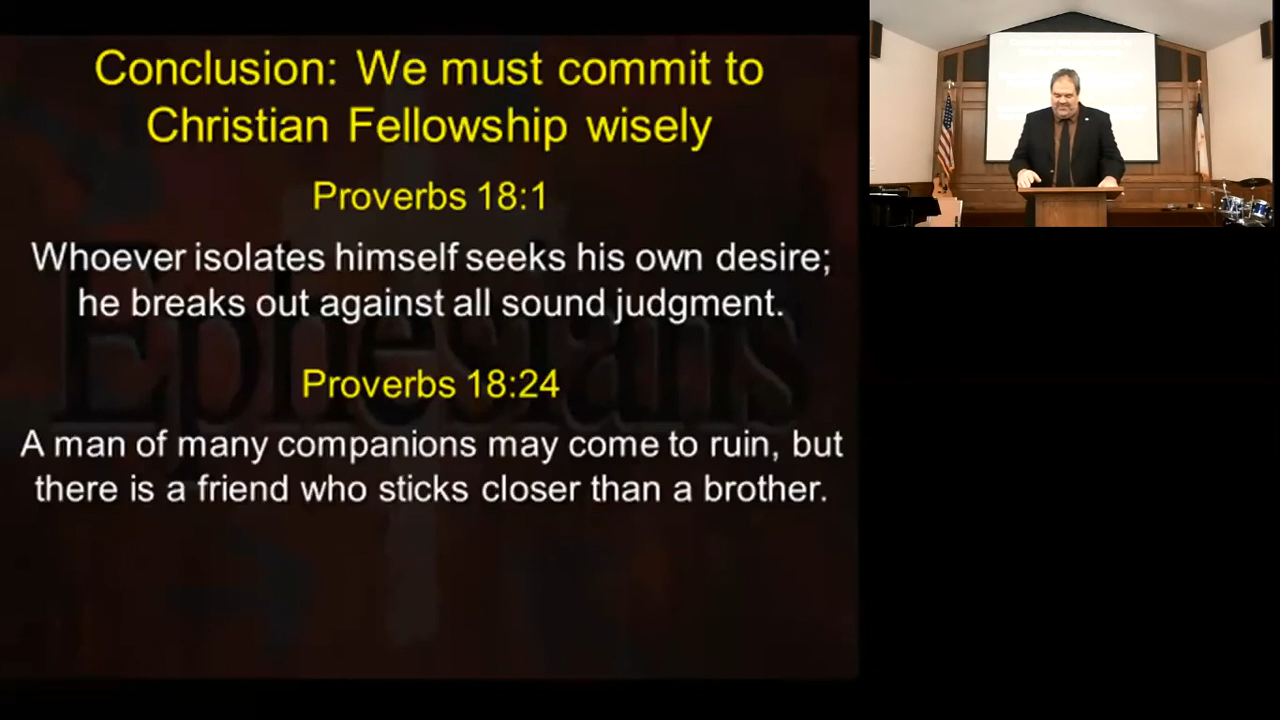 Conclusion: We must commit to
Christian Fellowship wisely
Proverbs 18:1
Whoever isolates himself seeks his own desire;
he breaks out against all sound judgment.
Proverbs 18:24
A man of many companions may come to ruin, but
there is a friend who sticks closer than a brother.
Ephesians